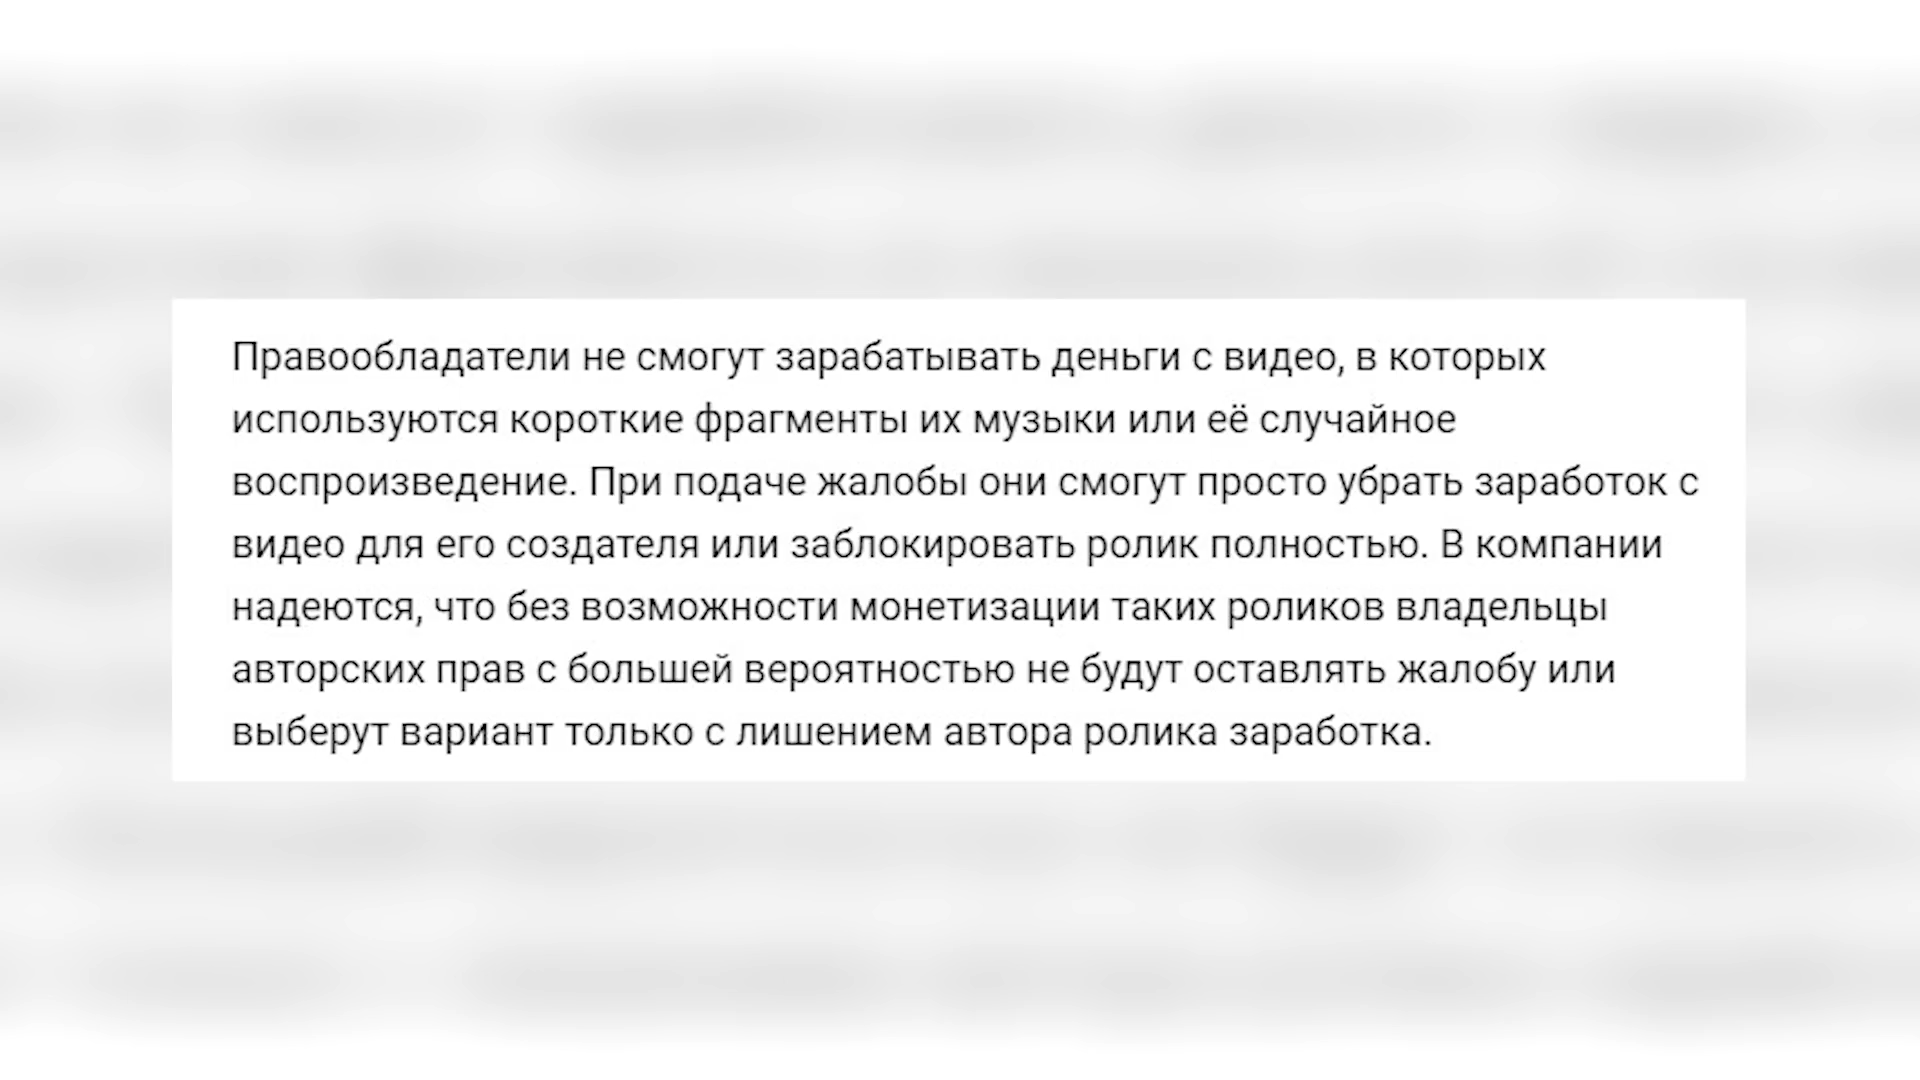 Правообладатели не смогут зарабатывать деньги с видео, в которых
используются короткие фрагменты их музыки или её случайное
воспроизведение. При подаче жалобы они смогут просто убрать заработок с
видео для его создателя или заблокировать ролик полностью. В компании
надеются, что без возможности монетизации таких роликов владельцы
авторских прав с большей вероятностью не будут оставлять жалобу или
выберут вариант только с лишением автора ролика заработка.